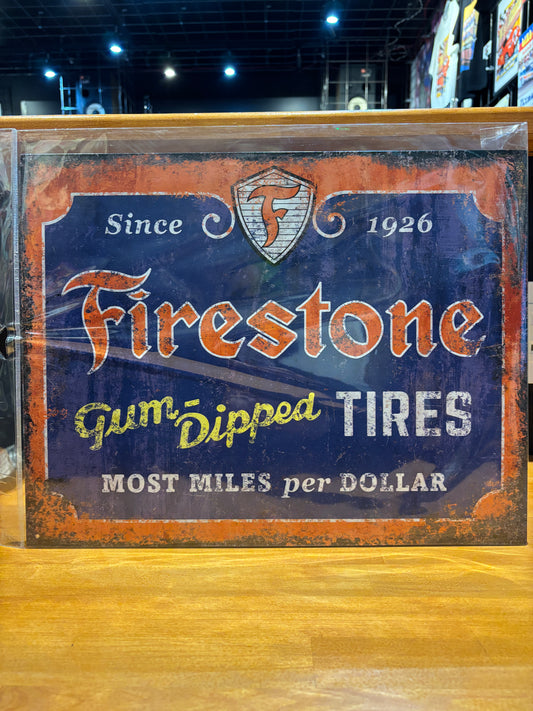 F
Since 1926
Firestone
Gum-Dipped TIRES
MOST MILES per DOLLAR